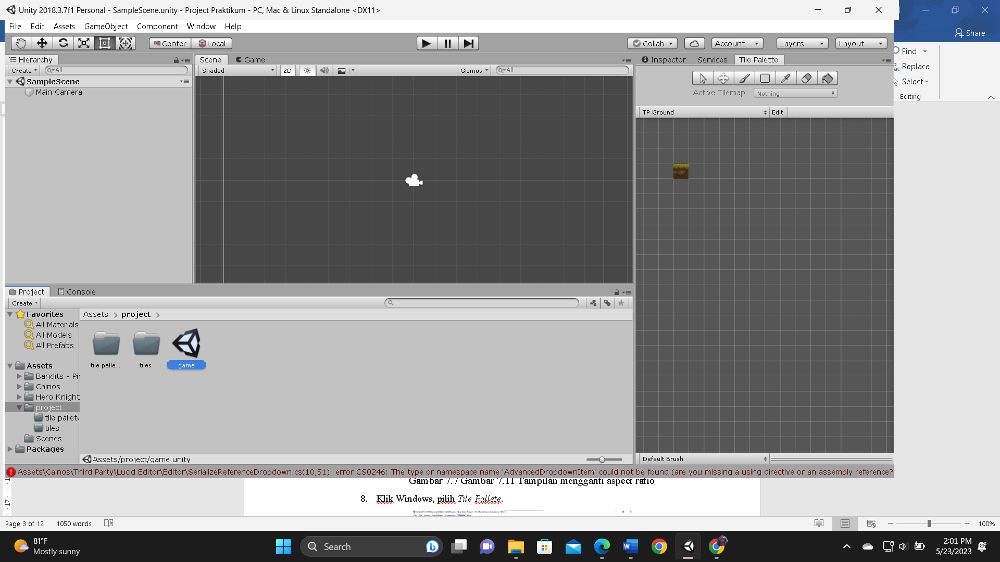 Unity 2018.3.7f1 Personal - SampleScene.unity - Project Praktikum - PC, Mac & Linux Standalone <DX11>
File Edit Assets GameObject Component Window Help
Share
Center Local
Collab Account Layers Layout
Find
Replace
Select
Editing
Hierarchy
Create All
SampleScene
Main Camera
Scene Game
Shaded 2D Gizmos All
Inspector Services Tile Palette
Active Tilemap Nothing
TP Ground Edit
Default Brush
Project Console
Create
Favorites
All Materials
All Models
All Prefabs
Assets
Bandits - Pi
Cainos
Hero Knight
project
tile pallete
tiles
Scenes
Packages
Assets project
tile palle... tiles game
Assets/project/game.unity
Assets\Cainos\Third Party\Lucid Editor\Editor\SerializeReferenceDropdown.cs(10,51): error CS0246: The type or namespace name 'AdvancedDropdownItem' could not be found (are you missing a using directive or an assembly reference?
Gambar 7.7 Gambar 7.11 Tampilan mengganti aspect ratio
8. Klik Windows, pilih Tile Pallete.
17
Page 3 of 12 1050 words 100%
81°F
Mostly sunny
Search
2:01 PM
5/23/2023